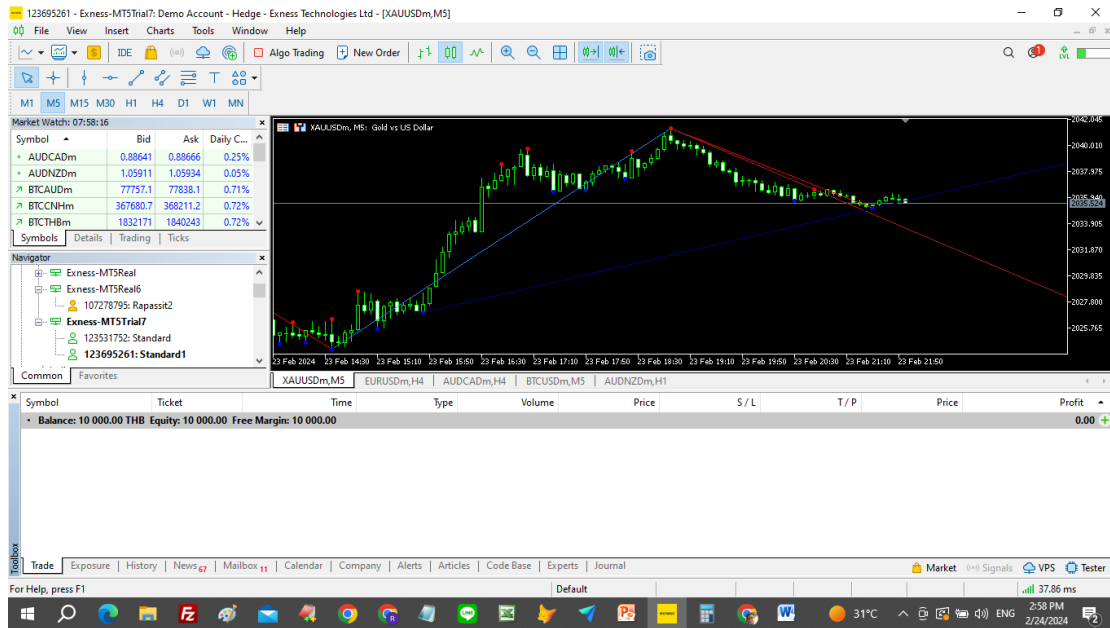 123695261 - Exness-MT5Trial7: Demo Account - Hedge - Exness Technologies Ltd - [XAUUSDm,M5]
File View Insert Charts Tools Window Help
IDE Algo Trading New Order 1 LVL
M1 M5 M15 M30 H1 H4 D1 W1 MN
Market Watch: 07:58:16
Symbol Bid Ask Daily C...
AUDCADm 0.88641 0.88666 0.25%
AUDNZDm 1.05911 1.05934 0.05%
BTCAUDm 77757.1 77838.1 0.71%
BTCCNHm 367680.7 368211.2 0.72%
BTCTHBm 1832171 1840243 0.72%
Symbols Details Trading Ticks
Navigator
Exness-MT5Real
Exness-MT5Real6
107278795: Rapassit2
Exness-MT5Trial7
123531752: Standard
123695261: Standard1
Common Favorites
XAUUSDm, M5: Gold vs US Dollar
2042.045
2040.010
2037.975
2035.940
2035.524
2033.905
2031.870
2029.835
2027.800
2025.765
23 Feb 2024 23 Feb 14:30 23 Feb 15:10 23 Feb 15:50 23 Feb 16:30 23 Feb 17:10 23 Feb 17:50 23 Feb 18:30 23 Feb 19:10 23 Feb 19:50 23 Feb 20:30 23 Feb 21:10 23 Feb 21:50
XAUUSDm,M5 EURUSDm,H4 AUDCADm,H4 BTCUSDm,M5 AUDNZDm,H1
Symbol Ticket Time Type Volume Price S / L T / P Price Profit
Balance: 10 000.00 THB Equity: 10 000.00 Free Margin: 10 000.00 0.00
Toolbox
Trade Exposure History News 67 Mailbox 11 Calendar Company Alerts Articles Code Base Experts Journal Market Signals VPS Tester
For Help, press F1 Default 37.86 ms
31°C ENG 2:58 PM
2/24/2024 2